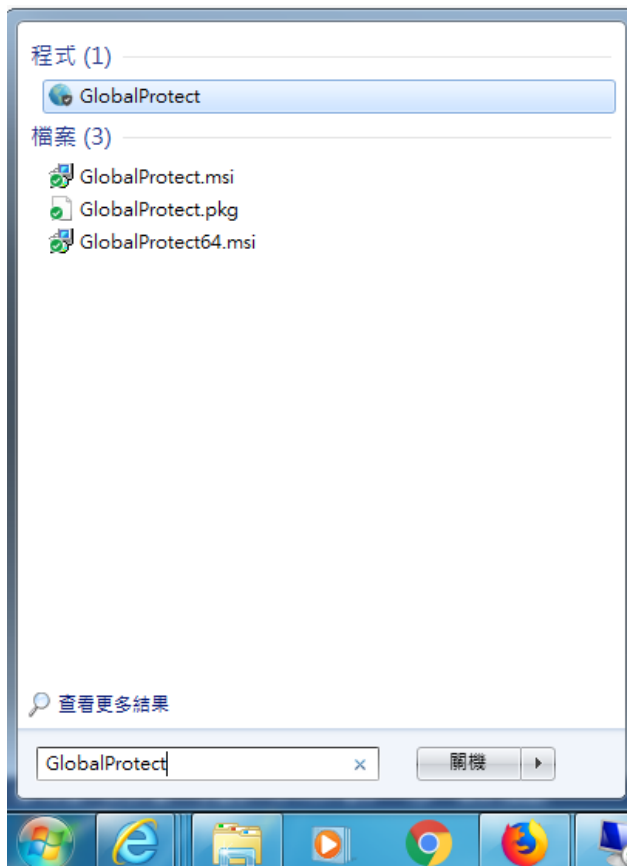 程式 (1)
GlobalProtect
檔案 (3)
GlobalProtect.msi
GlobalProtect.pkg
GlobalProtect64.msi
查看更多結果
GlobalProtect
關機